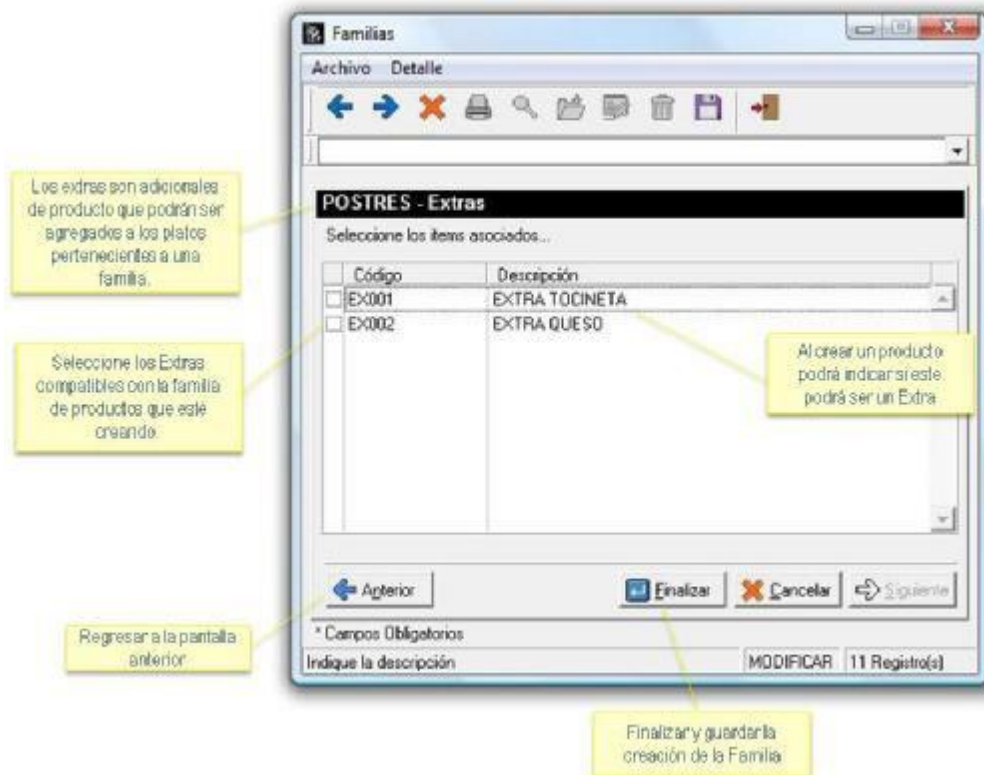 Familias
Archivo Detalle
Los extras son adicionales
de producto que podrán ser
agregados a los platos
pertenecientes a una
familia.
POSTRES - Extras
Seleccione los items asociados...
Código Descripción
EX001 EXTRA TOCINETA
EX002 EXTRA QUESO
Seleccione los Extras
compatibles con la familia
de productos que esté
creando.
Al crear un producto
podrá indicar si este
podrá ser un Extra
Anterior Finalizar Cancelar Siguiente
Regresar a la pantalla
anterior
* Campos Obligatorios
Indique la descripción MODIFICAR 11 Registro(s)
Finalizar y guardar la
creación de la Familia